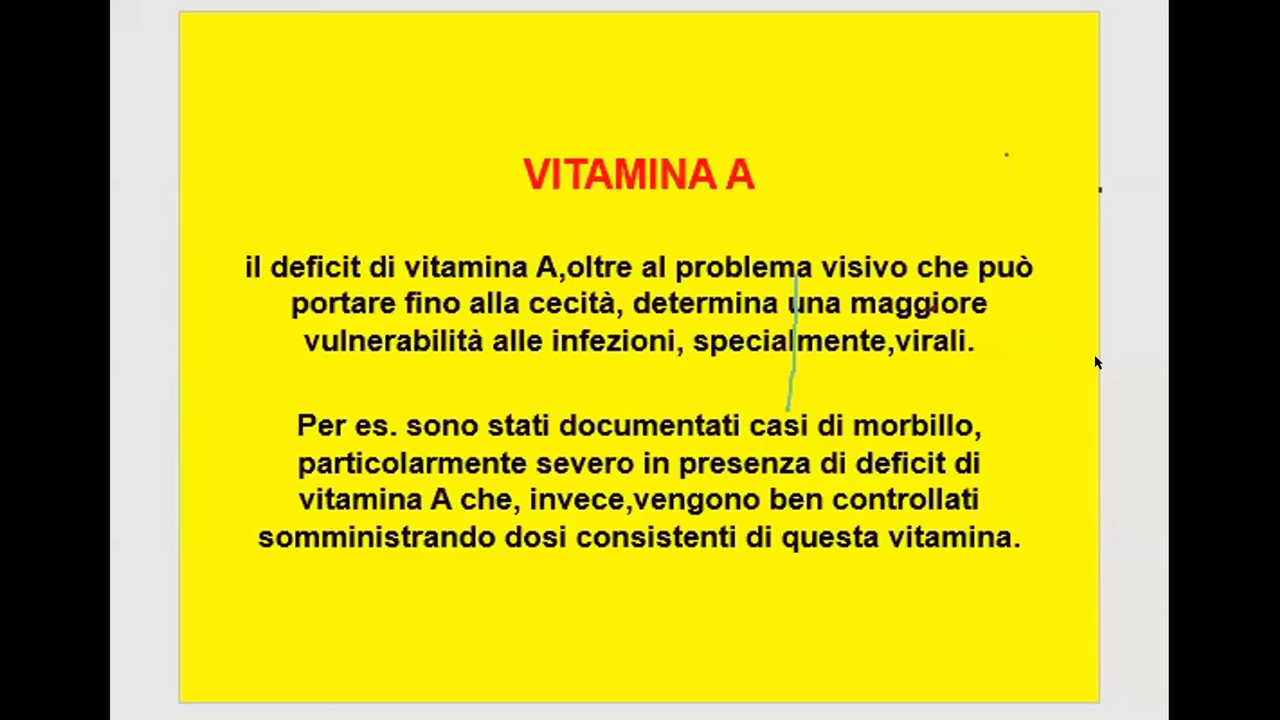 VITAMINA A
il deficit di vitamina A,oltre al problema visivo che può
portare fino alla cecità, determina una maggiore
vulnerabilità alle infezioni, specialmente,virali.
Per es. sono stati documentati casi di morbillo,
particolarmente severo in presenza di deficit di
vitamina A che, invece,vengono ben controllati
somministrando dosi consistenti di questa vitamina.